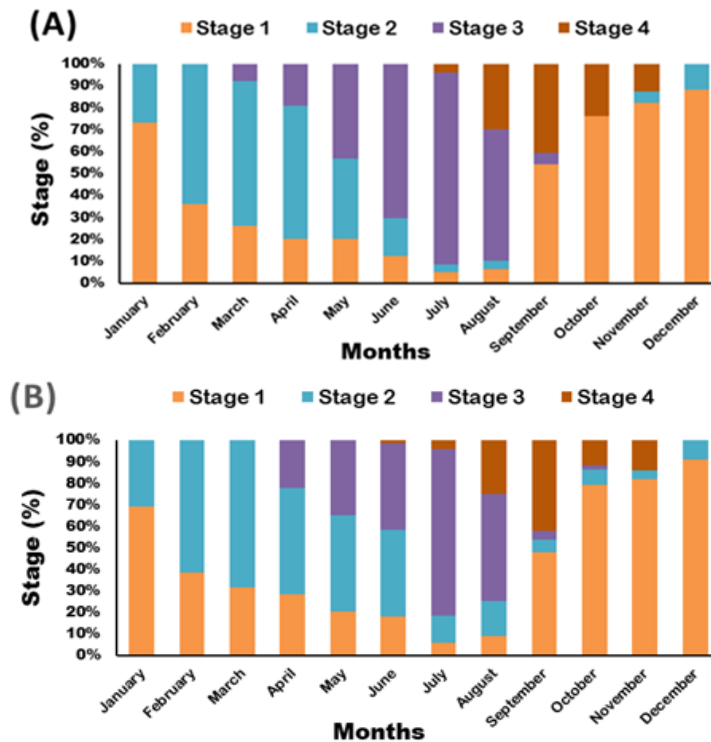 (A)
Stage 1 Stage 2 Stage 3 Stage 4
100%
90%
80%
70%
60%
50%
40%
30%
20%
10%
0%
Stage (%)
January February March April May June July August September October November December
Months
(B)
Stage 1 Stage 2 Stage 3 Stage 4
100%
90%
80%
70%
60%
50%
40%
30%
20%
10%
0%
Stage (%)
January February March April May June July August September October November December
Months